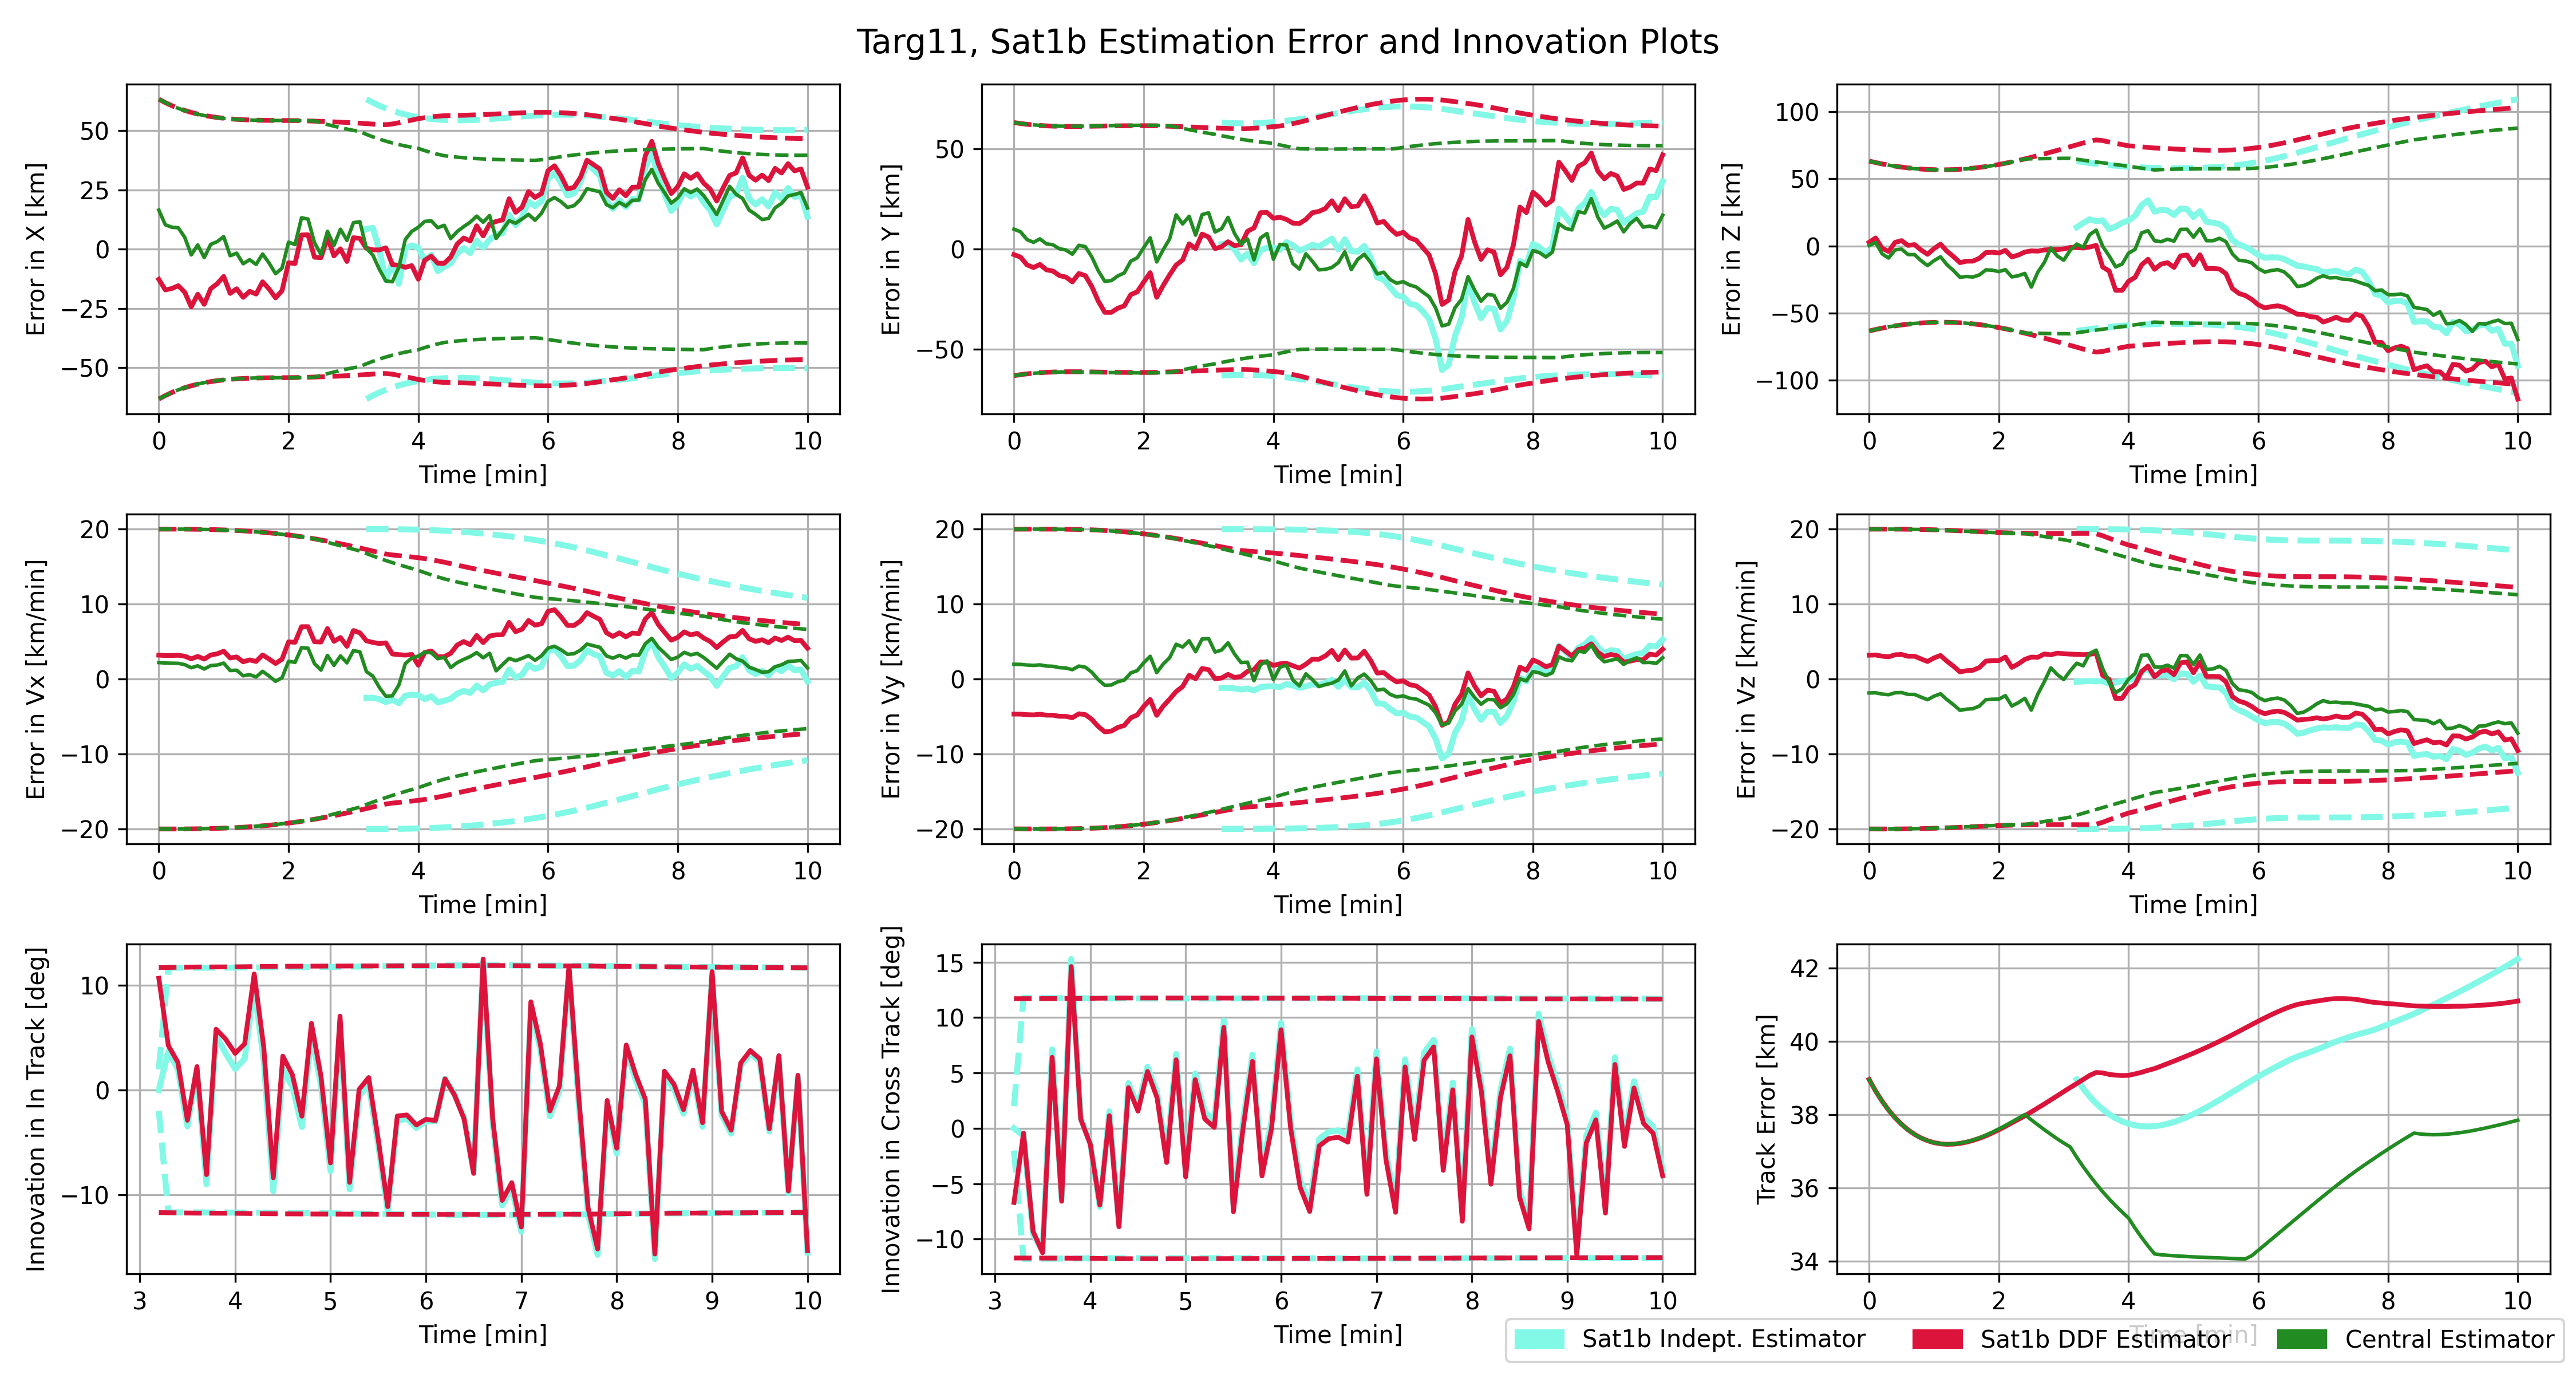 Targ11, Sat1b Estimation Error and Innovation Plots
Error in X [km]
50
25
0
−25
−50
0 2 4 6 8 10
Time [min]
Error in Y [km]
50
0
−50
0 2 4 6 8 10
Time [min]
Error in Z [km]
100
50
0
−50
−100
0 2 4 6 8 10
Time [min]
Error in Vx [km/min]
20
10
0
−10
−20
0 2 4 6 8 10
Time [min]
Error in Vy [km/min]
20
10
0
−10
−20
0 2 4 6 8 10
Time [min]
Error in Vz [km/min]
20
10
0
−10
−20
0 2 4 6 8 10
Time [min]
Innovation in In Track [deg]
10
0
−10
3 4 5 6 7 8 9 10
Time [min]
Innovation in Cross Track [deg]
15
10
5
0
−5
−10
3 4 5 6 7 8 9 10
Time [min]
Track Error [km]
42
40
38
36
34
0 2 4 6 8 10
Time [min]
Sat1b Indept. Estimator
Sat1b DDF Estimator
Central Estimator